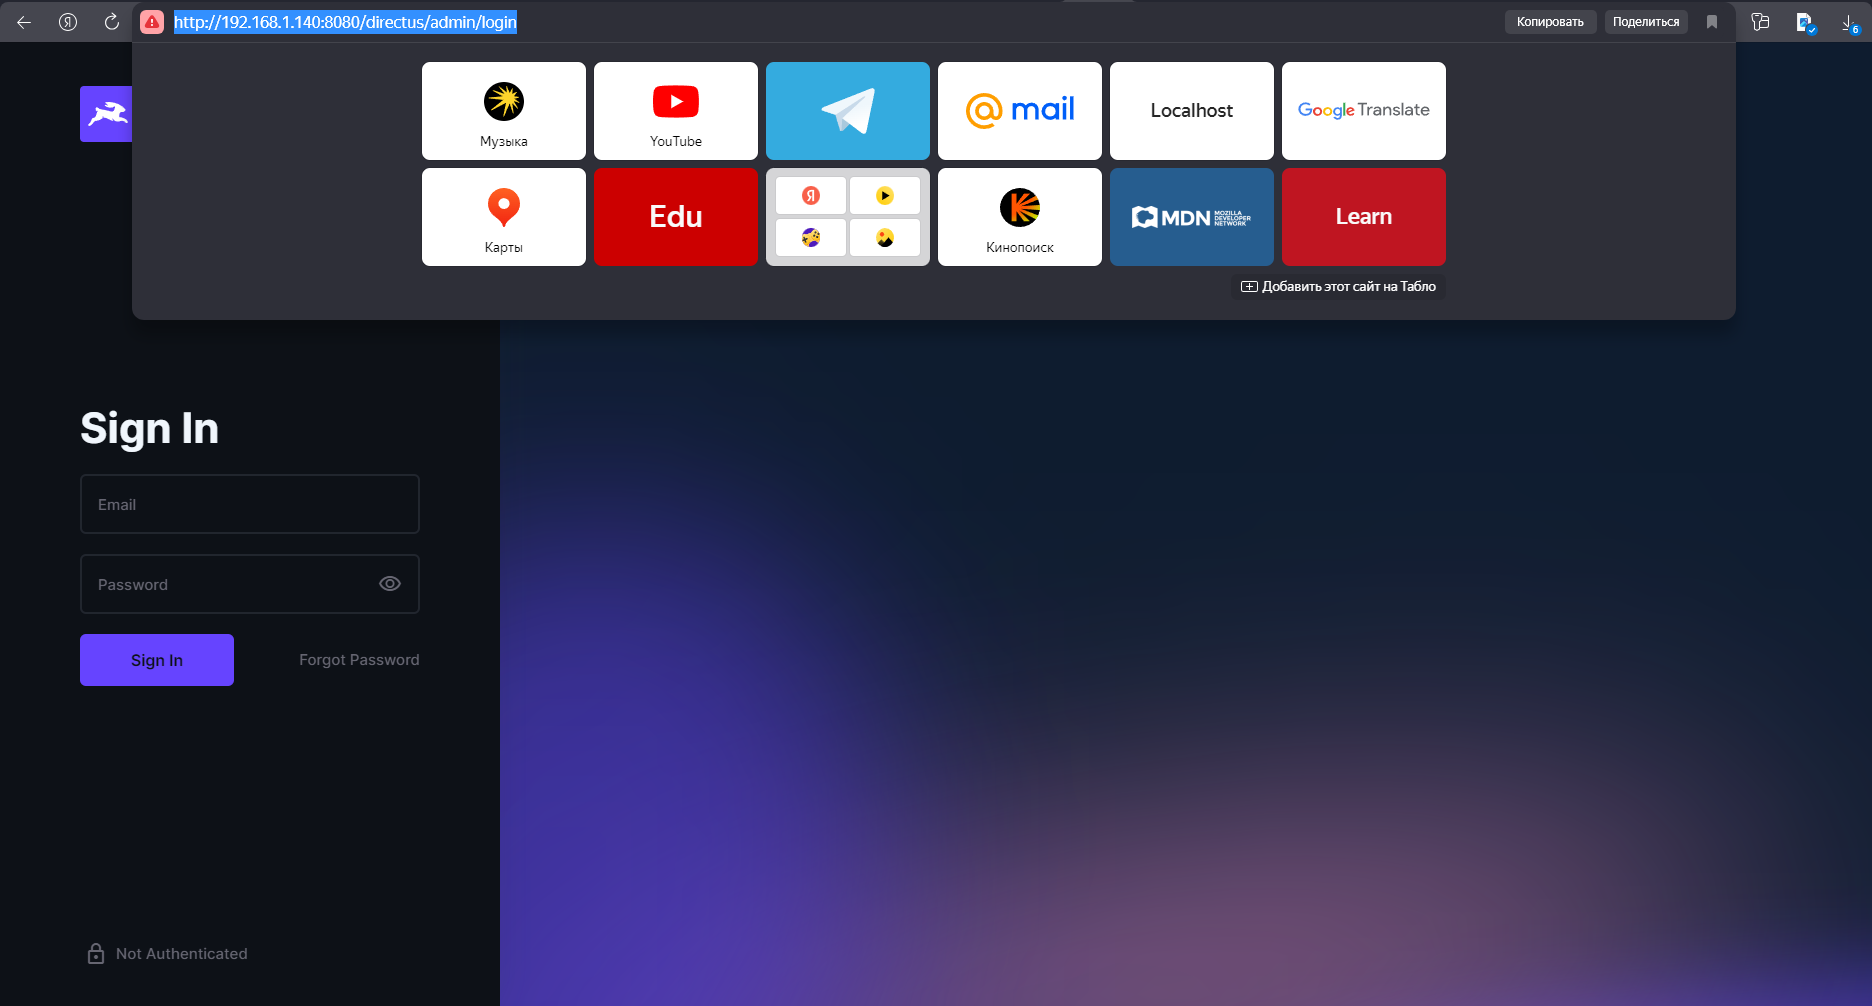 http://192.168.1.140:8080/directus/admin/login
Копировать
Поделиться
6
Музыка
YouTube
@mail
Localhost
Google Translate
Карты
Edu
Я
Кинопоиск
MDN MOZILLA DEVELOPER NETWORK
Learn
Добавить этот сайт на Табло
Sign In
Email
Password
Sign In
Forgot Password
Not Authenticated